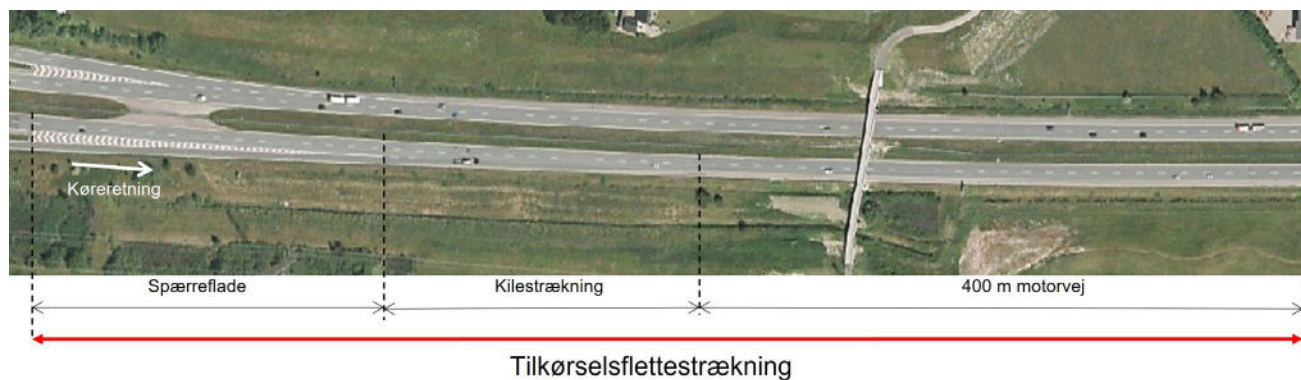 Køreretning
Spærreflade
Kilestrækning
400 m motorvej
Tilkørselsflettestrækning